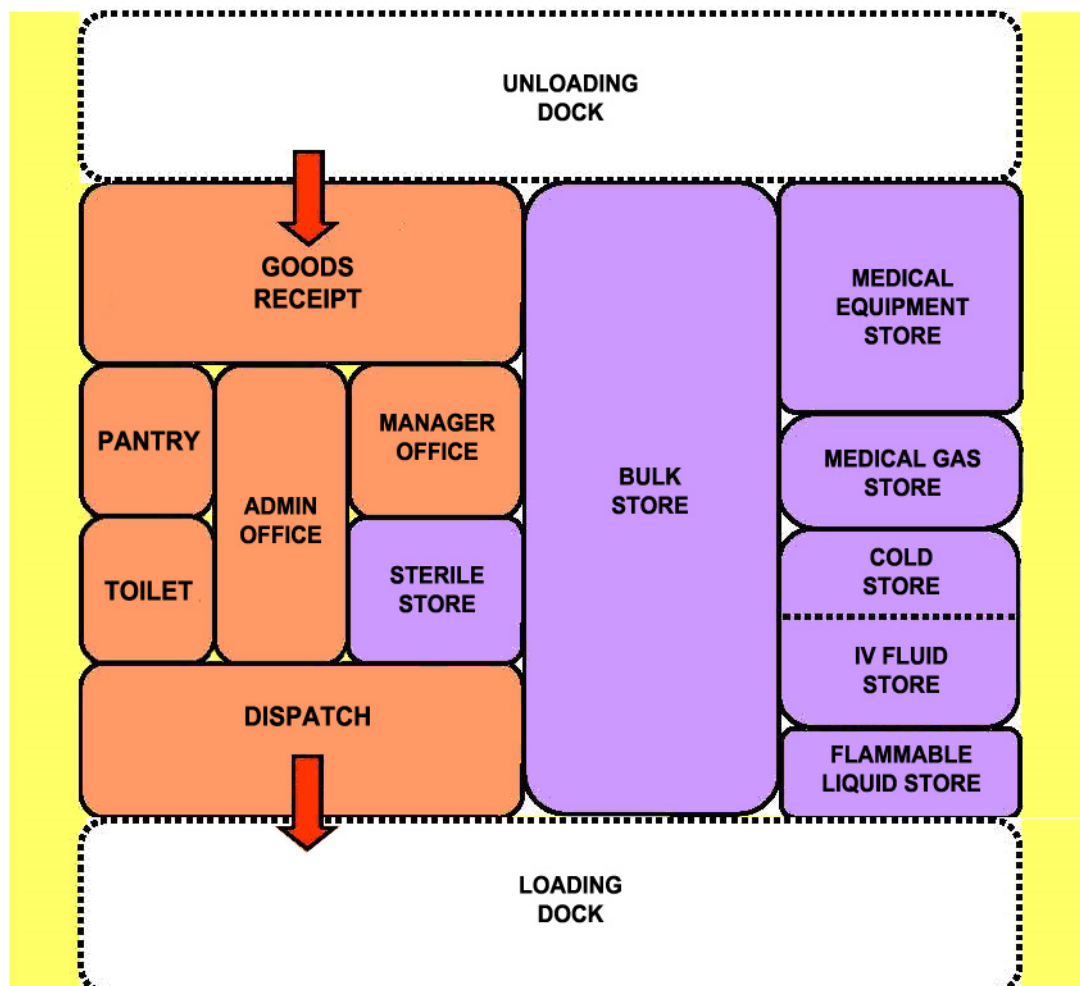 UNLOADING
DOCK
GOODS
RECEIPT
MEDICAL
EQUIPMENT
STORE
PANTRY
ADMIN
OFFICE
MANAGER
OFFICE
BULK
STORE
MEDICAL GAS
STORE
TOILET
STERILE
STORE
COLD
STORE
IV FLUID
STORE
DISPATCH
FLAMMABLE
LIQUID STORE
LOADING
DOCK